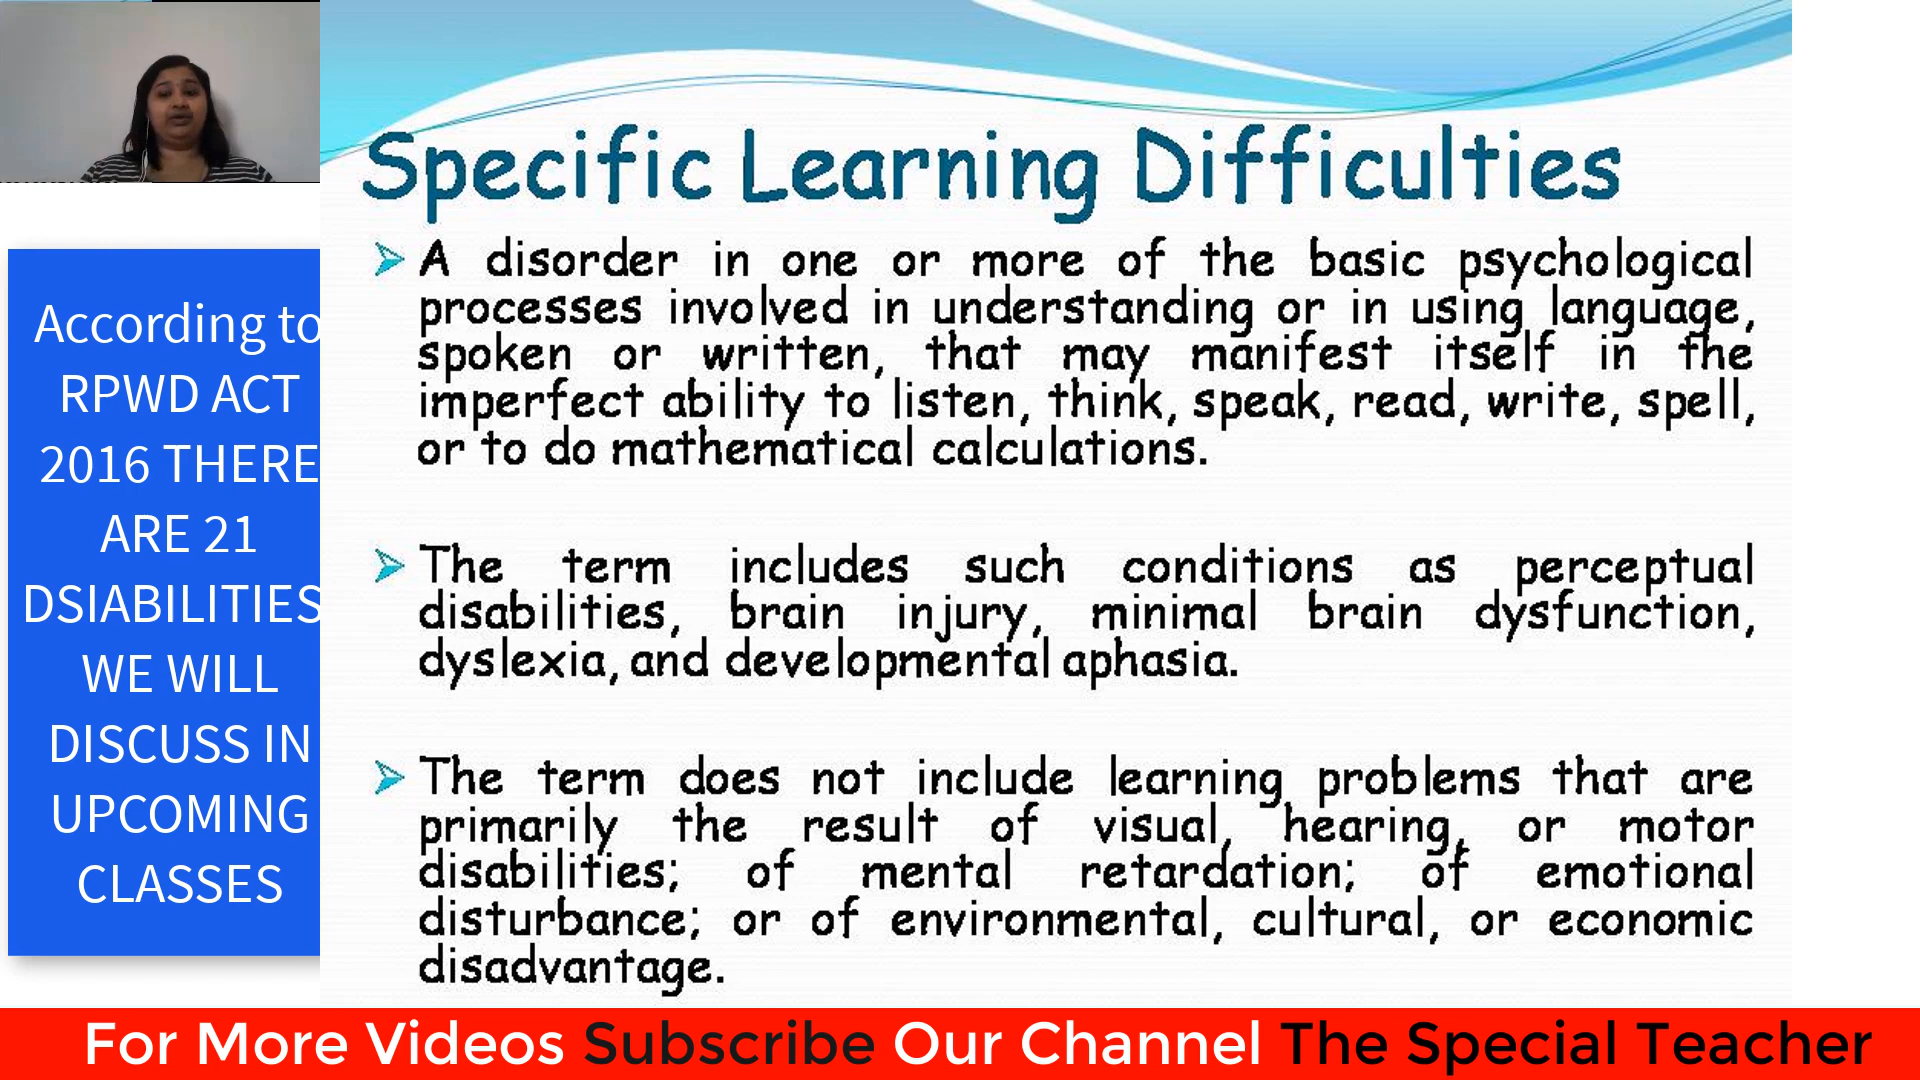 Specific Learning Difficulties
A disorder in one or more of the basic psychological
processes involved in understanding or in using language,
spoken or written, that may manifest itself in the
imperfect ability to listen, think, speak, read, write, spell,
or to do mathematical calculations.
The term includes such conditions as perceptual
disabilities, brain injury, minimal brain dysfunction,
dyslexia, and developmental aphasia.
The term does not include learning problems that are
primarily the result of visual, hearing, or motor
disabilities; of mental retardation; of emotional
disturbance; or of environmental, cultural, or economic
disadvantage.
According to
RPWD ACT
2016 THERE
ARE 21
DSIABILITIES
WE WILL
DISCUSS IN
UPCOMING
CLASSES
For More Videos Subscribe Our Channel The Special Teacher